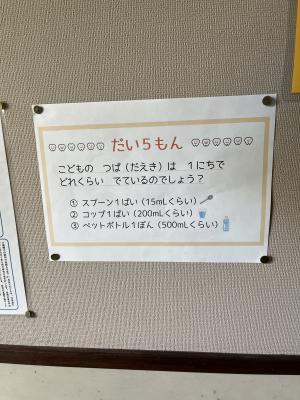 だい5もん
こどもの つば(だえき)は 1にちで
どれくらい でているのでしょう?
① スプーン1ぱい(15mLくらい)
② コップ1ぱい(200mLくらい)
③ ペットボトル1ぽん(500mLくらい)